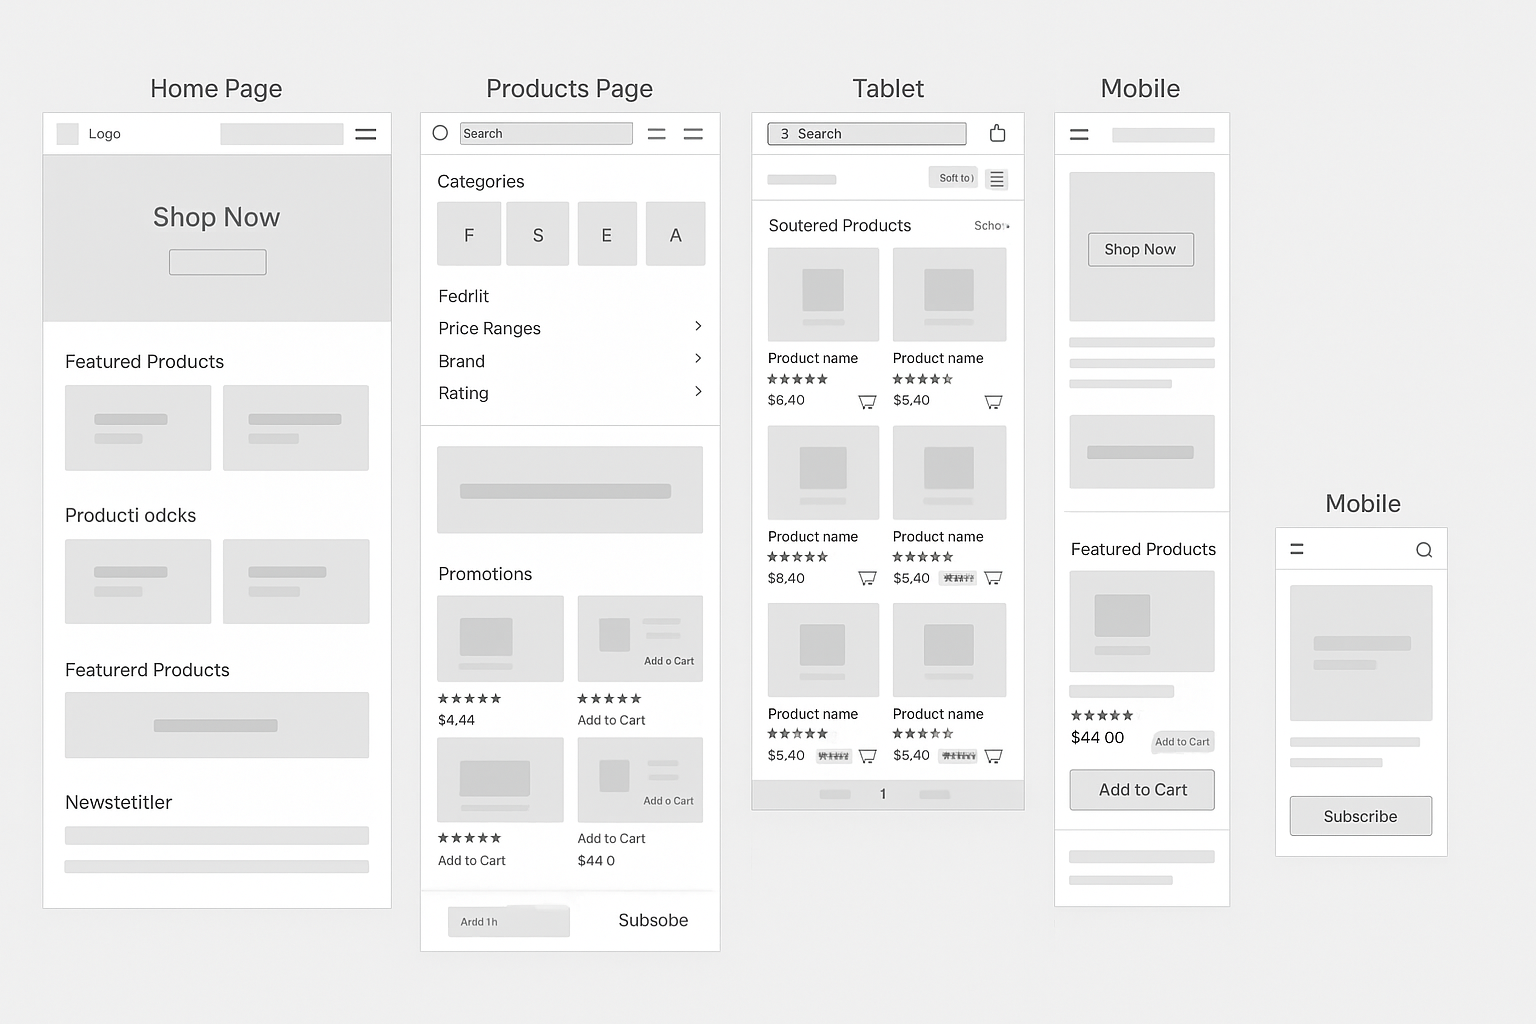 Home Page
Logo
Shop Now
Featured Products
Producti odcks
Featurerd Products
Newstetitler
Products Page
Search
Categories
F S E A
Fedrlit
Price Ranges
Brand
Rating
Promotions
Add o Cart
★★★★★ ★★★★★
$4,44 Add to Cart
Add o Cart
★★★★★ Add to Cart
Add to Cart $44 0
Ardd 1h Subsobe
Tablet
3 Search
Soft to)
Soutered Products
Product name Product name
$6,40 $5,40
Product name Product name
$8,40 $5,40
Product name Product name
$5,40 $5,40
1
Mobile
Shop Now
Featured Products
★★★★★
$44 00 Add to Cart
Add to Cart
Mobile
Subscribe